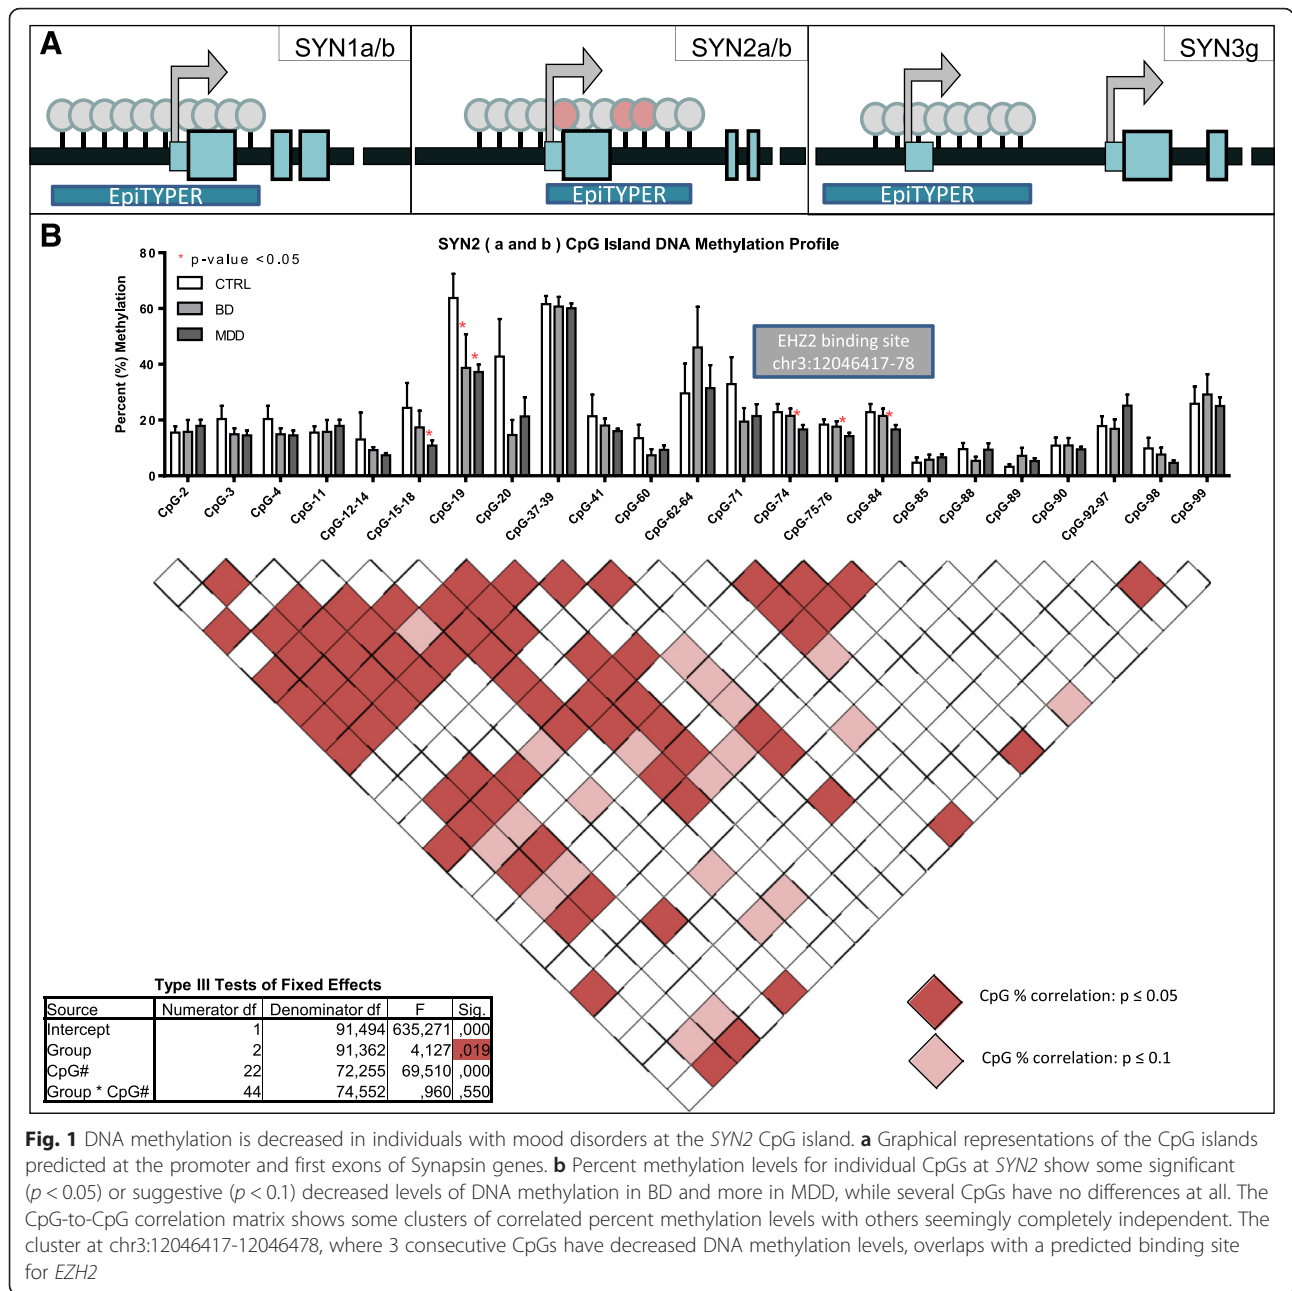 A
SYN1a/b
SYN2a/b
SYN3g
EpiTYPER
EpiTYPER
EpiTYPER
B
SYN2 ( a and b ) CpG Island DNA Methylation Profile
Percent (%) Methylation
80
60
40
20
0
* p-value <0.05
CTRL
BD
MDD
*
*
*
*
*
*
EHZ2 binding site
chr3:12046417-78
CpG-2
CpG-3
CpG-4
CpG-11
CpG-12-14
CpG-15-18
CpG-19
CpG-20
CpG-37-39
CpG-41
CpG-60
CpG-62-64
CpG-71
CpG-74
CpG-75-76
CpG-84
CpG-85
CpG-88
CpG-89
CpG-90
CpG-92-97
CpG-98
CpG-99
Type III Tests of Fixed Effects
Source Numerator df Denominator df F Sig.
Intercept 1 91,494 635,271 ,000
Group 2 91,362 4,127 ,019
CpG# 22 72,255 69,510 ,000
Group * CpG# 44 74,552 ,960 ,550
CpG % correlation: p ≤ 0.05
CpG % correlation: p ≤ 0.1
Fig. 1 DNA methylation is decreased in individuals with mood disorders at the SYN2 CpG island. a Graphical representations of the CpG islands
predicted at the promoter and first exons of Synapsin genes. b Percent methylation levels for individual CpGs at SYN2 show some significant
(p < 0.05) or suggestive (p < 0.1) decreased levels of DNA methylation in BD and more in MDD, while several CpGs have no differences at all. The
CpG-to-CpG correlation matrix shows some clusters of correlated percent methylation levels with others seemingly completely independent. The
cluster at chr3:12046417-12046478, where 3 consecutive CpGs have decreased DNA methylation levels, overlaps with a predicted binding site
for EZH2